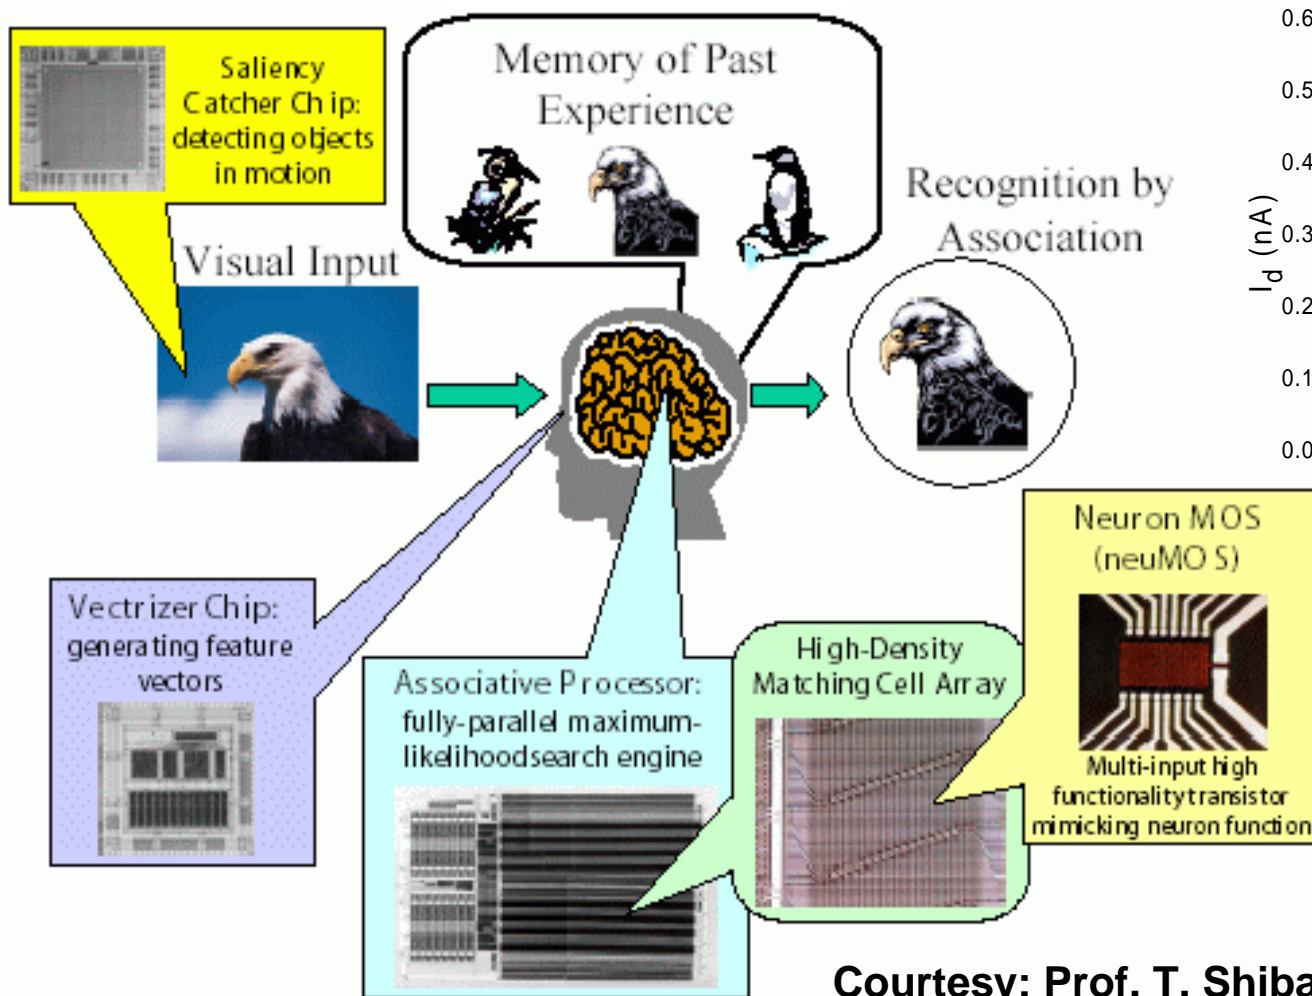 Saliency
Catcher Chip:
detecting objects
in motion
Memory of Past
Experience
Recognition by
Association
Visual Input
0.6
0.5
0.4
0.3
0.2
0.1
0.0
I_d (nA)
Vectrizer Chip:
generating feature
vectors
Associative Processor:
fully-parallel maximum-
likelihoodsearch engine
High-Density
Matching Cell Array
Neuron MOS
(neuMOS)
Multi-input high
functionalitytransistor
mimicking neuron function
Courtesy: Prof. T. Shiba